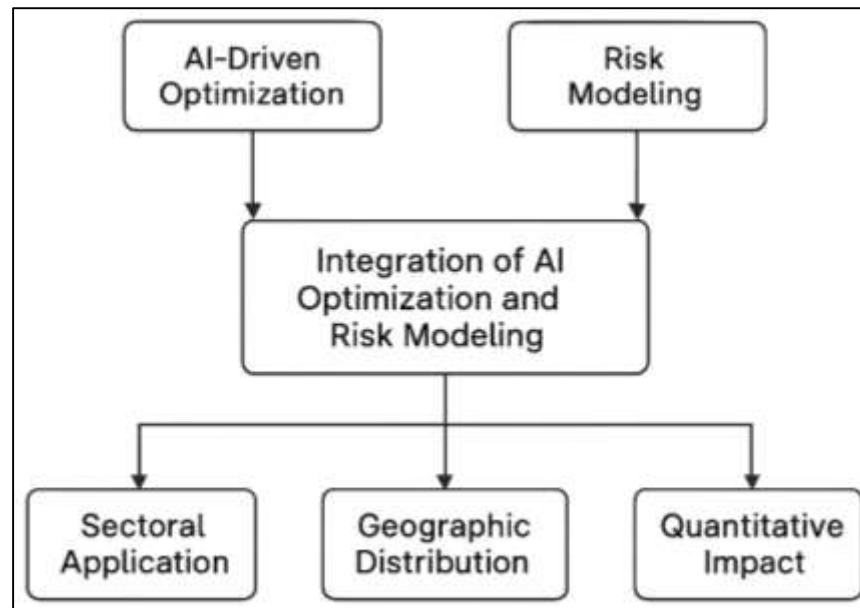 AI-Driven
Optimization
Risk
Modeling
Integration of AI
Optimization and
Risk Modeling
Sectoral
Application
Geographic
Distribution
Quantitative
Impact